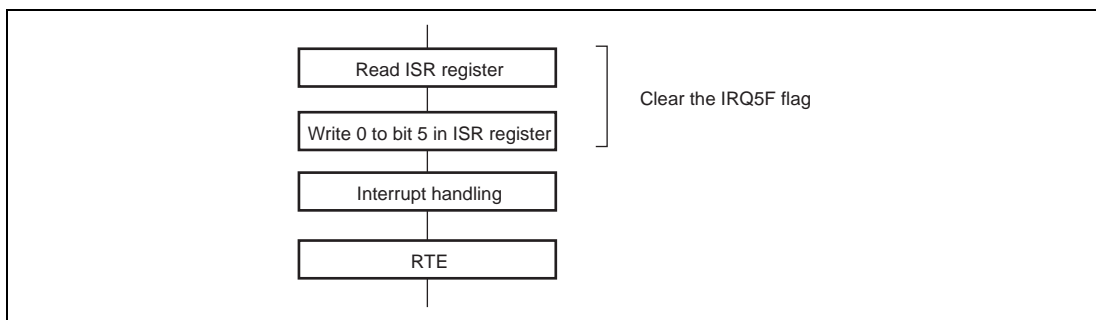 Read ISR register
Clear the IRQ5F flag
Write 0 to bit 5 in ISR register
Interrupt handling
RTE